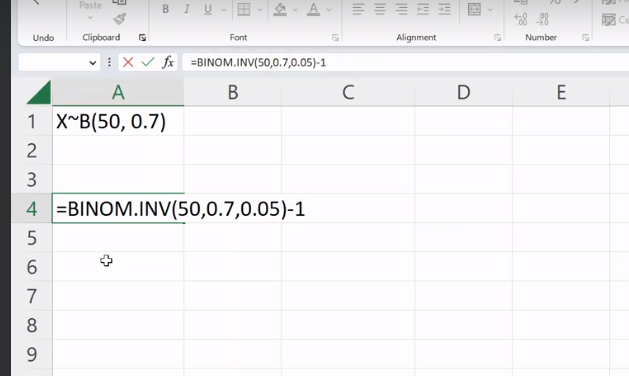 Paste
B I U A
Undo Clipboard Font Alignment Number
fx =BINOM.INV(50,0.7,0.05)-1
A B C D E
1 X~B(50, 0.7)
2
3
4 =BINOM.INV(50,0.7,0.05)-1
5
6
7
8
9